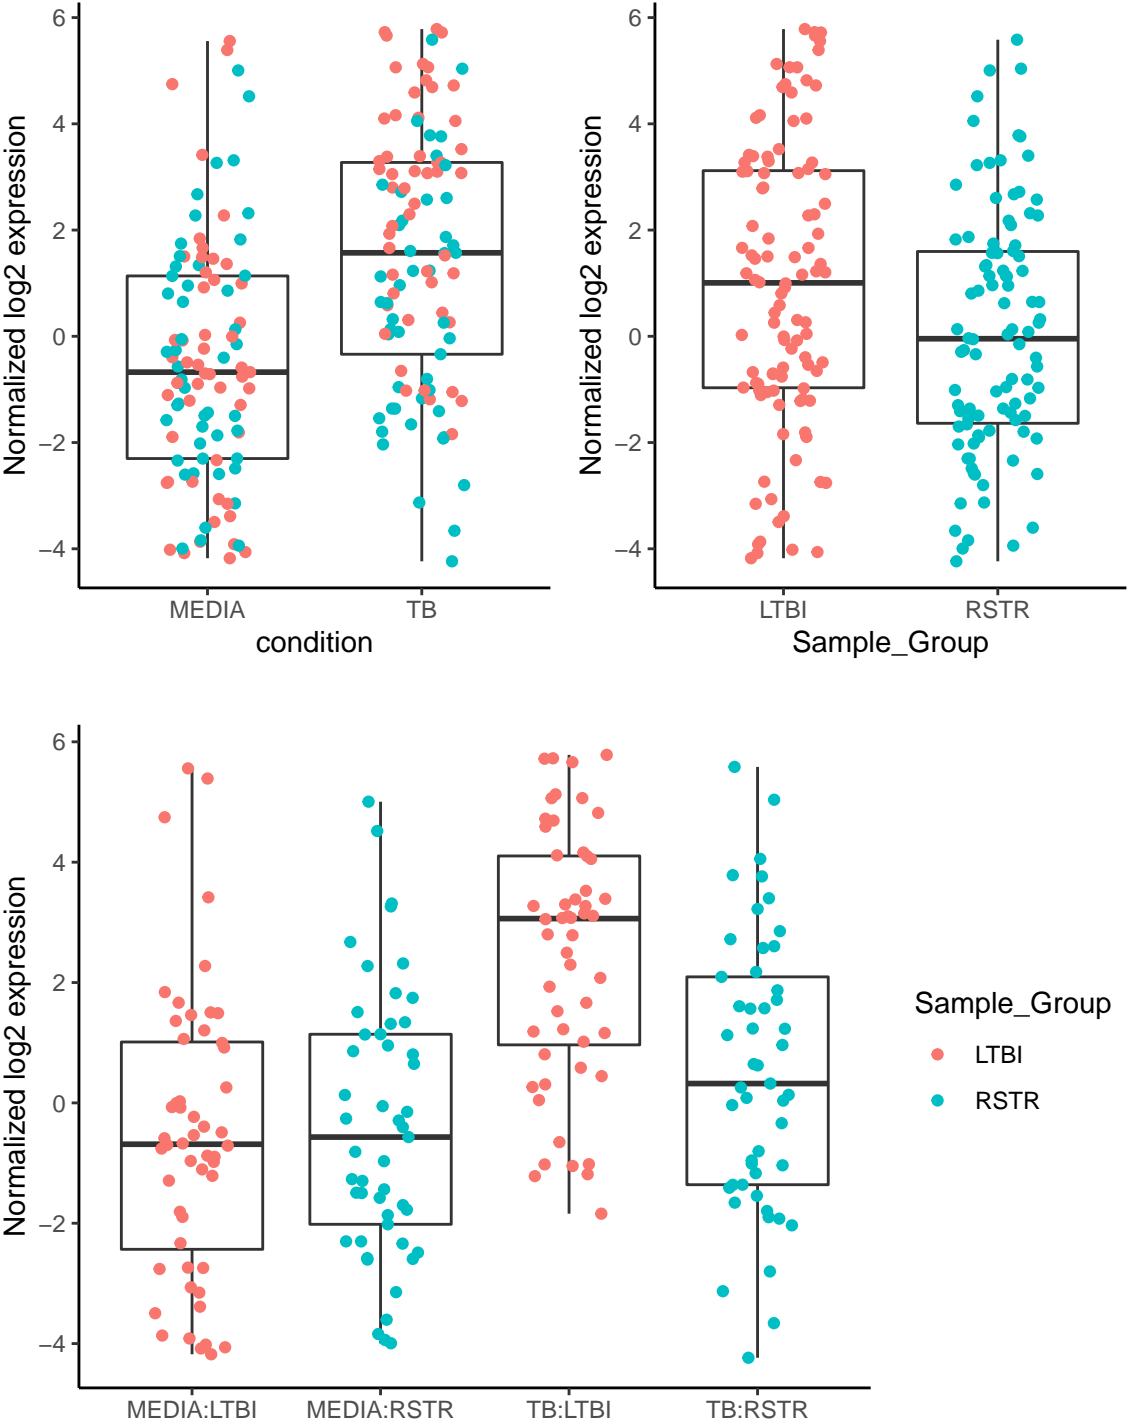 Normalized log2 expression
6
4
2
0
−2
−4
MEDIA TB
condition
Normalized log2 expression
6
4
2
0
−2
−4
LTBI RSTR
Sample_Group
Normalized log2 expression
6
4
2
0
−2
−4
MEDIA:LTBI MEDIA:RSTR TB:LTBI TB:RSTR
Sample_Group
LTBI
RSTR